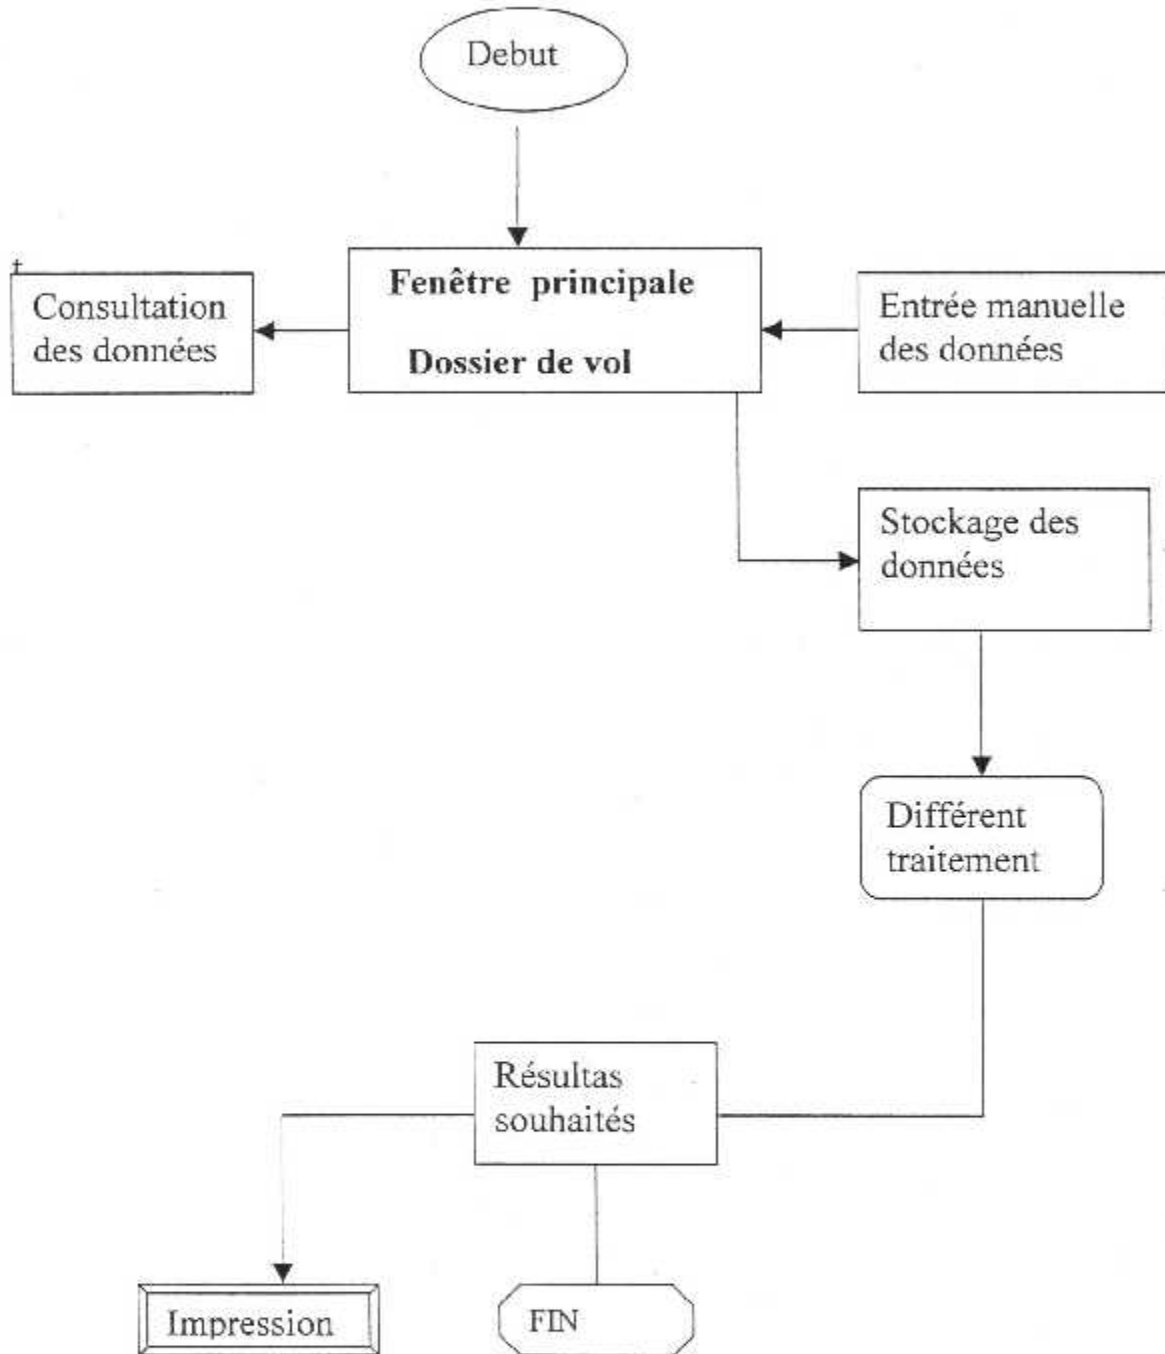 Debut
Fenêtre principale
Dossier de vol
Consultation
des données
Entrée manuelle
des données
Stockage des
données
Différent
traitement
Résultas
souhaités
Impression
FIN